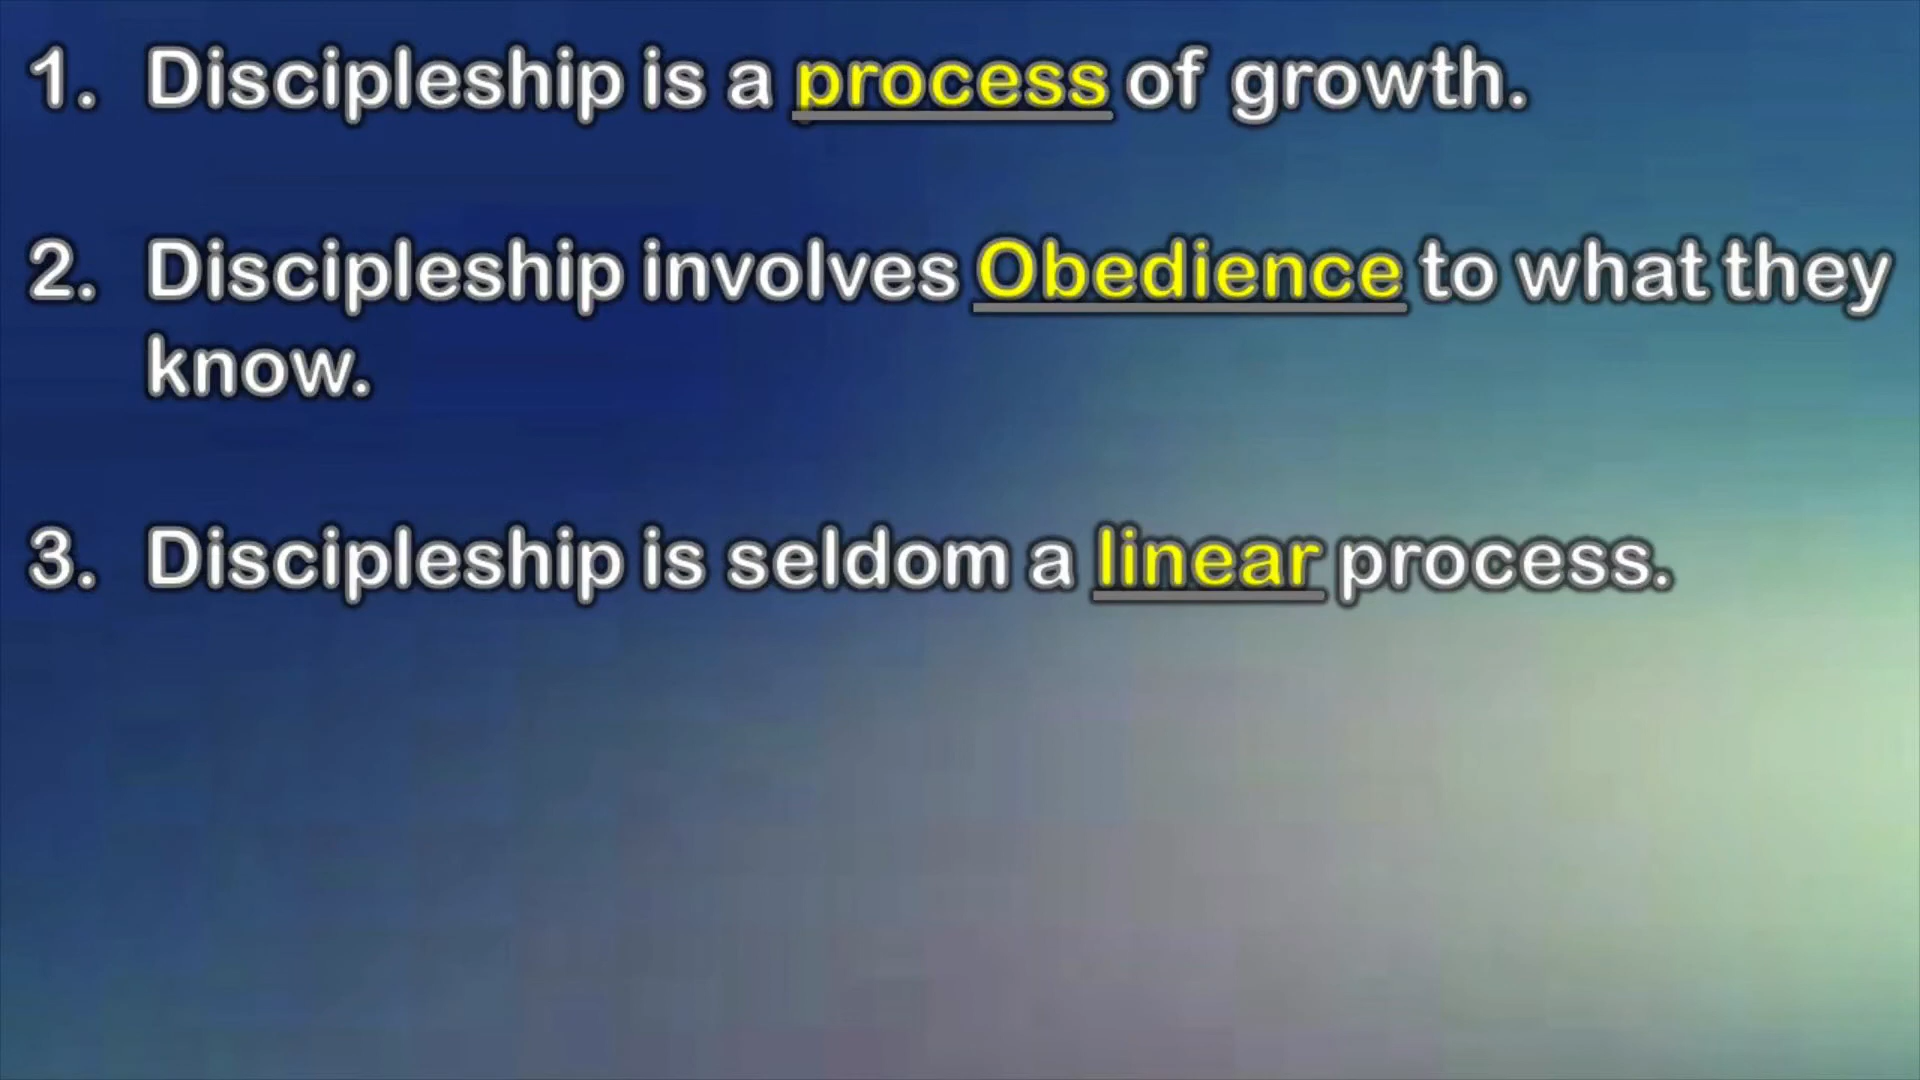 1. Discipleship is a process of growth.
2. Discipleship involves Obedience to what they
know.
3. Discipleship is seldom a linear process.